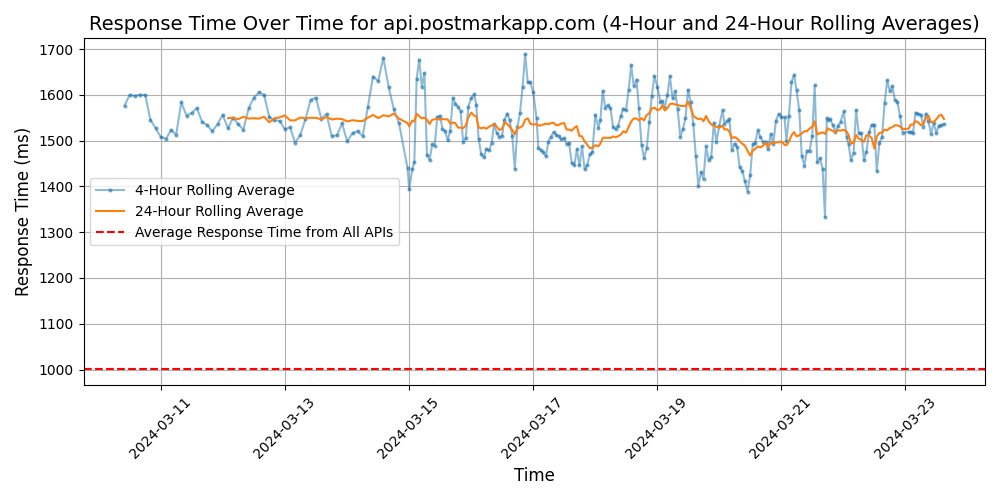 Response Time Over Time for api.postmarkapp.com (4-Hour and 24-Hour Rolling Averages)
Response Time (ms)
1700
1600
1500
1400
1300
1200
1100
1000
4-Hour Rolling Average
24-Hour Rolling Average
Average Response Time from All APIs
2024-03-11
2024-03-13
2024-03-15
2024-03-17
2024-03-19
2024-03-21
2024-03-23
Time